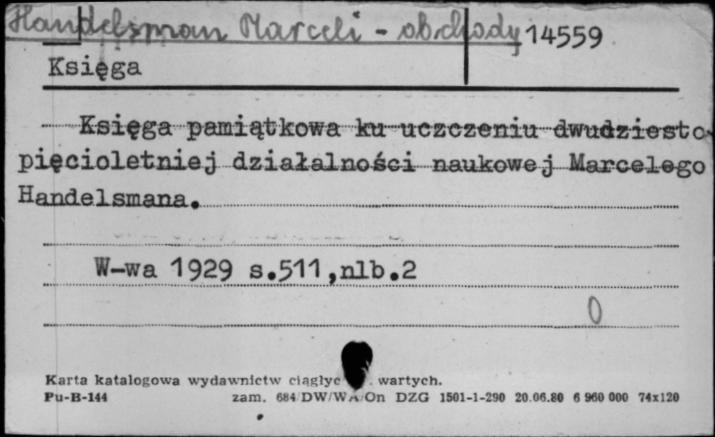 Handelsman Marceli - obchody 14559
Księga
Księga pamiątkowa ku uczczeniu dwudziesto
pięcioletniej działalności naukowej Marcelego
Handelsmana.
W-wa 1929 s.511,nlb.2
0
Karta katalogowa wydawnictw ciągłyc wartych.
Pu-B-144 zam. 684/DW/WA/On DZG 1501-1-290 20.06.80 6 960 000 74x120